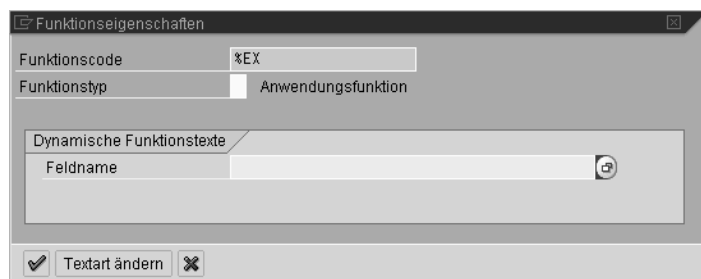 Funktionseigenschaften
Funktionscode %EX
Funktionstyp Anwendungsfunktion
Dynamische Funktionstexte
Feldname
Textart ändern